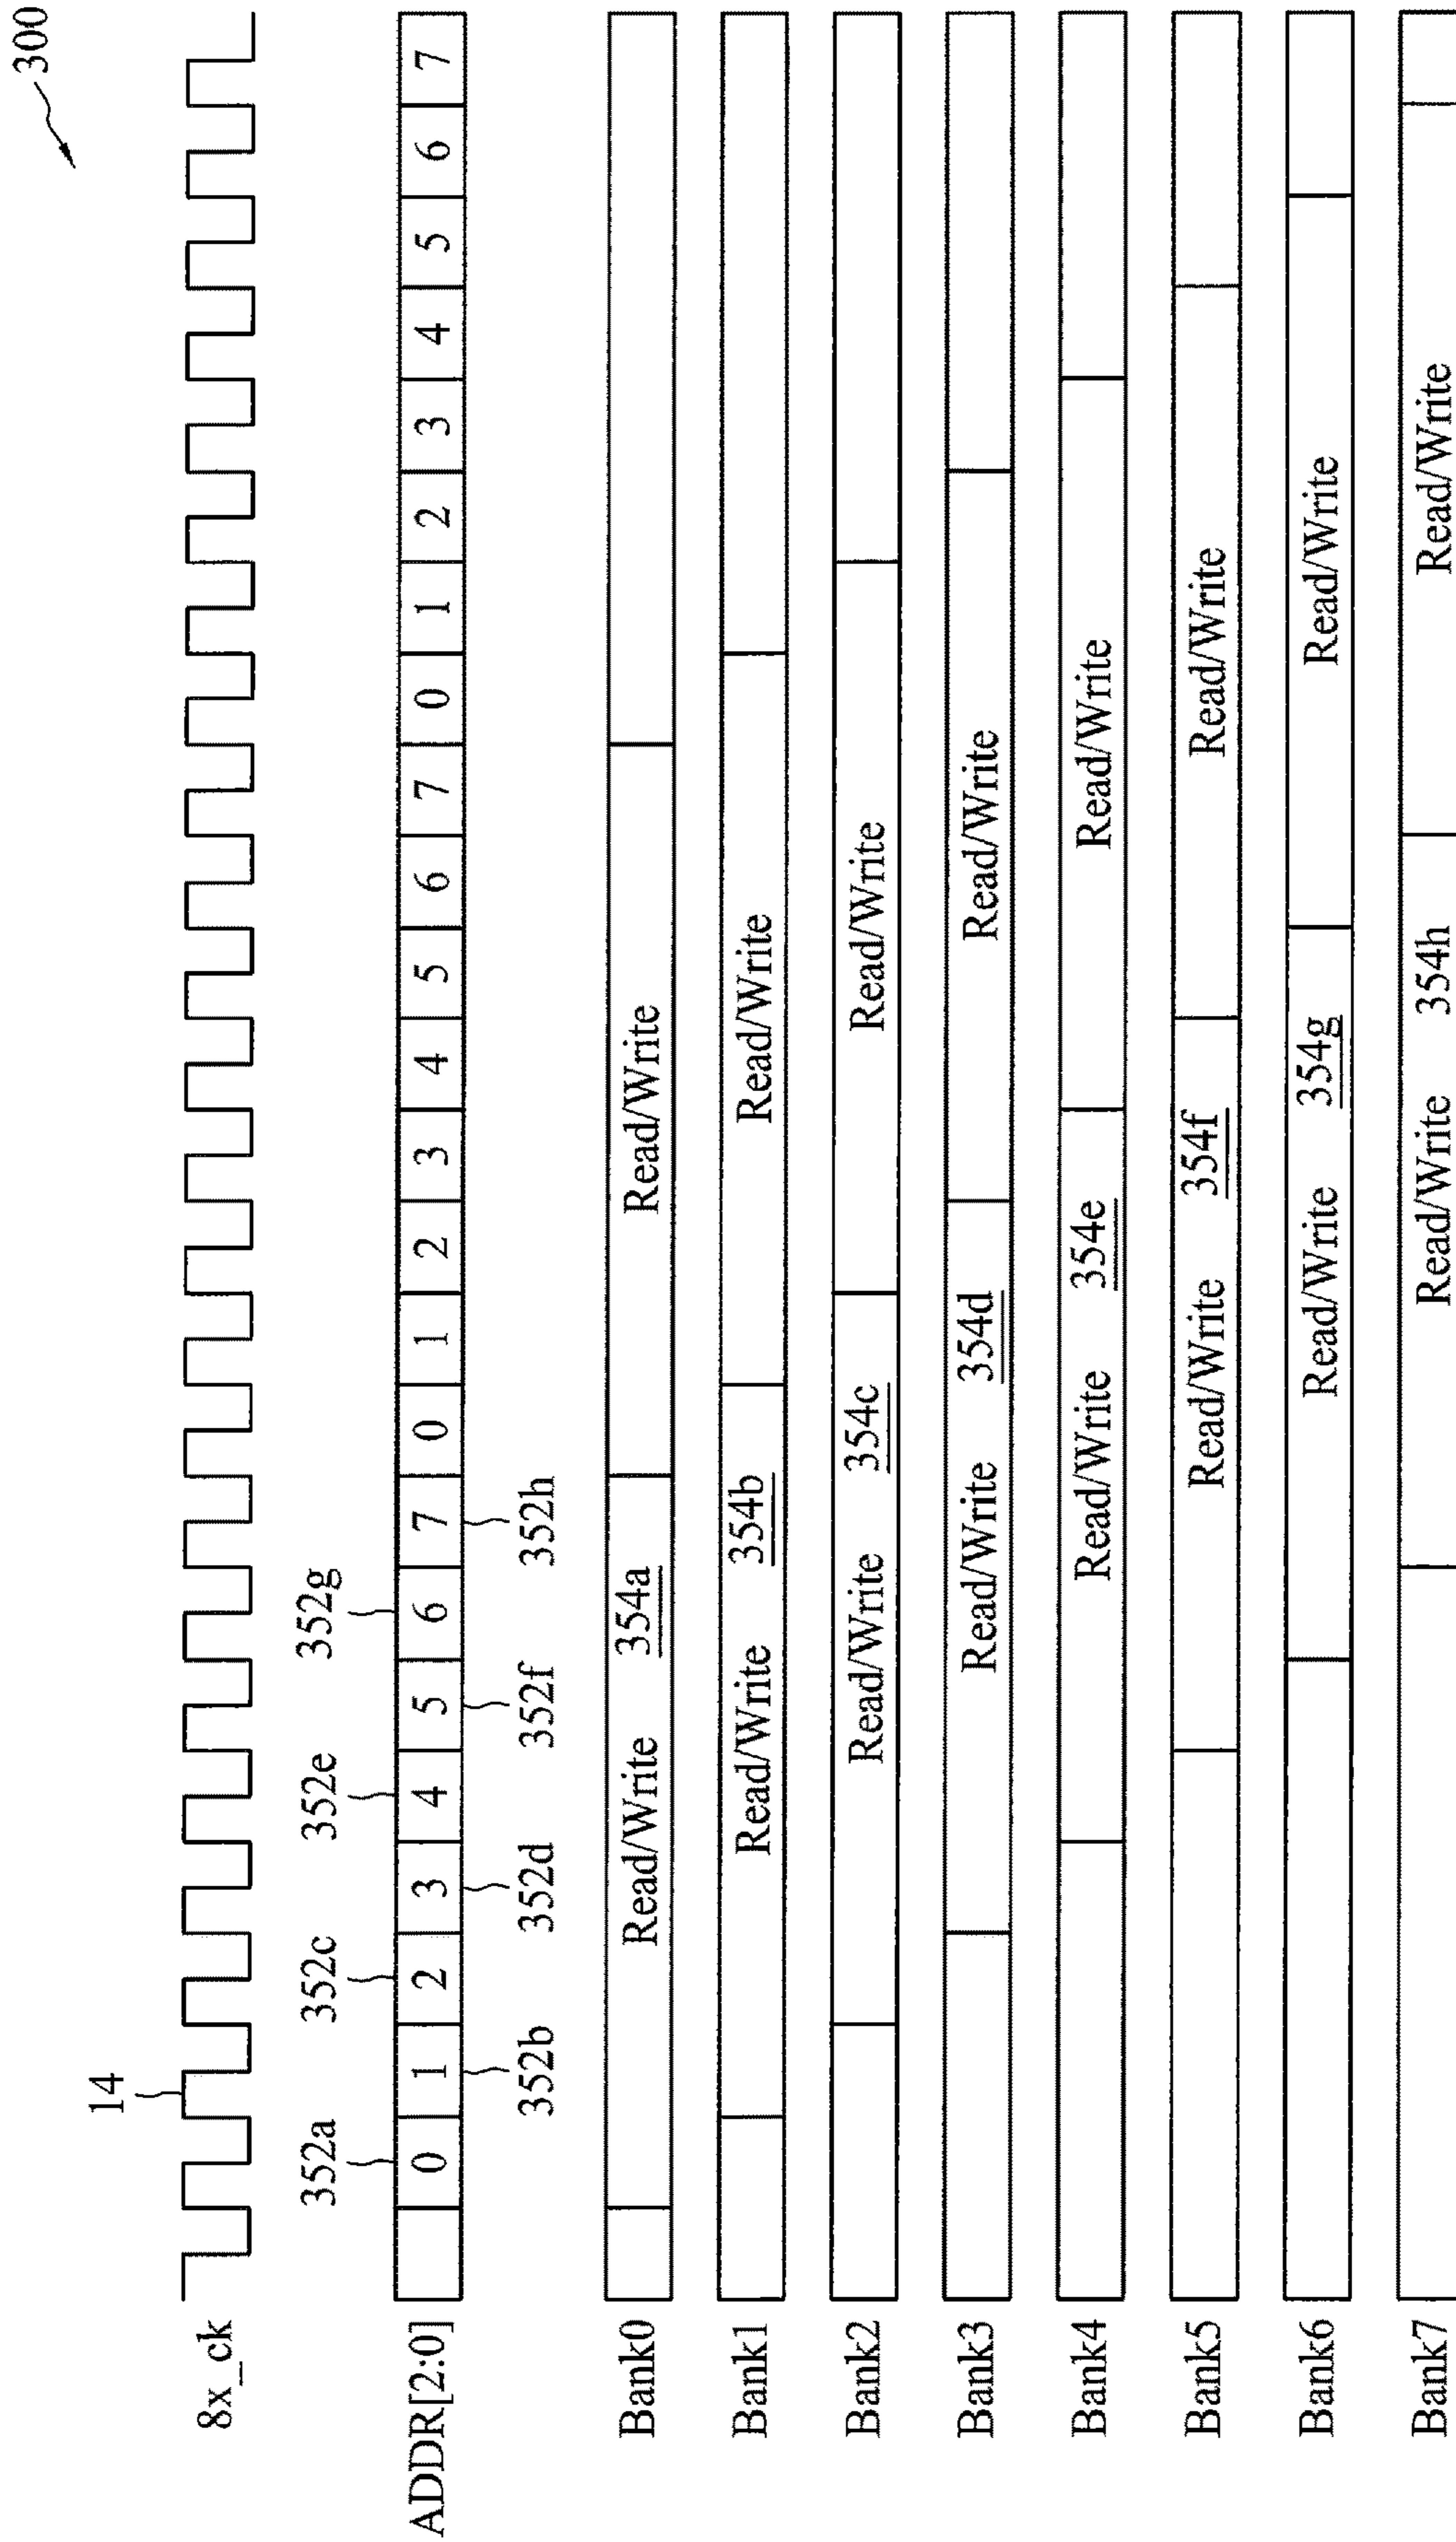 300
14
8x_ck
352a 352c 352e 352g
ADDR[2:0] 0 1 2 3 4 5 6 7 0 1 2 3 4 5 6 7 0 1 2 3 4 5 6 7
352b 352d 352f 352h
Bank0 Read/Write 354a Read/Write
Bank1 Read/Write 354b Read/Write
Bank2 Read/Write 354c Read/Write
Bank3 Read/Write 354d Read/Write
Bank4 Read/Write 354e Read/Write
Bank5 Read/Write 354f Read/Write
Bank6 Read/Write 354g Read/Write
Bank7 Read/Write 354h Read/Write